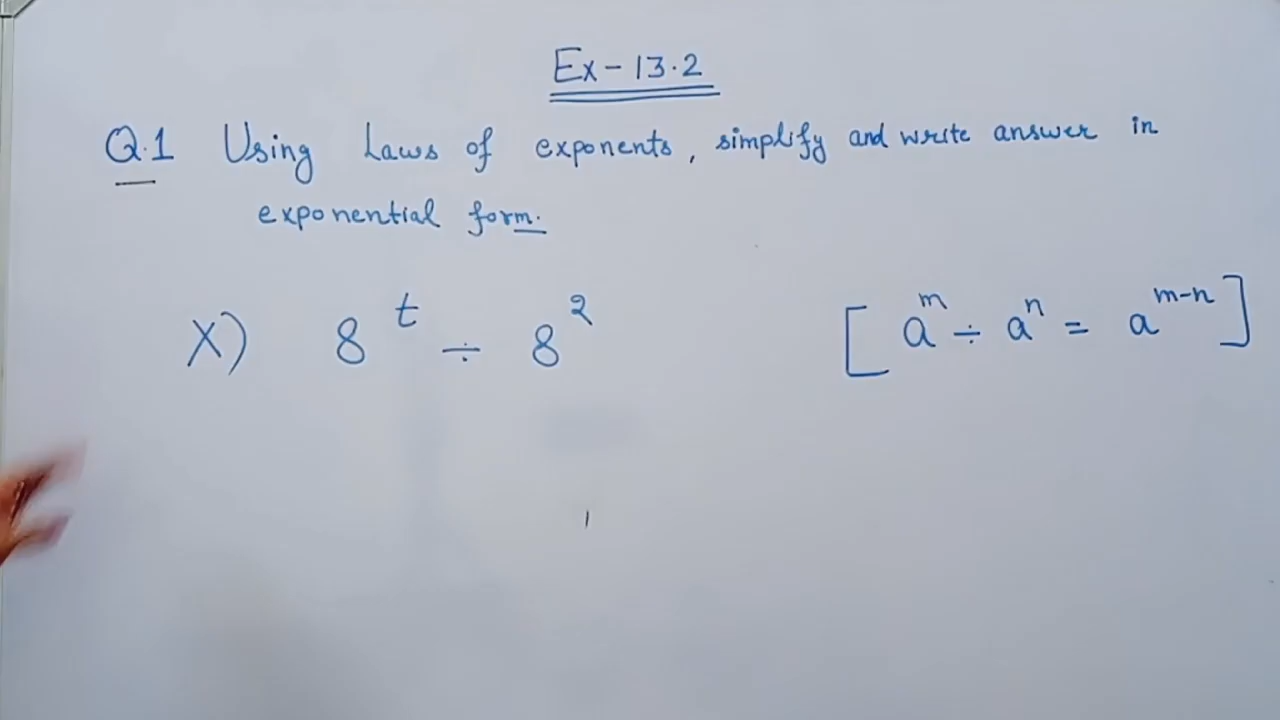 Ex - 13.2
Q.1 Using Laws of exponents, simplify and write answer in
exponential form.
X) 8^t ÷ 8^2 [a^m ÷ a^n = a^{m-n}]